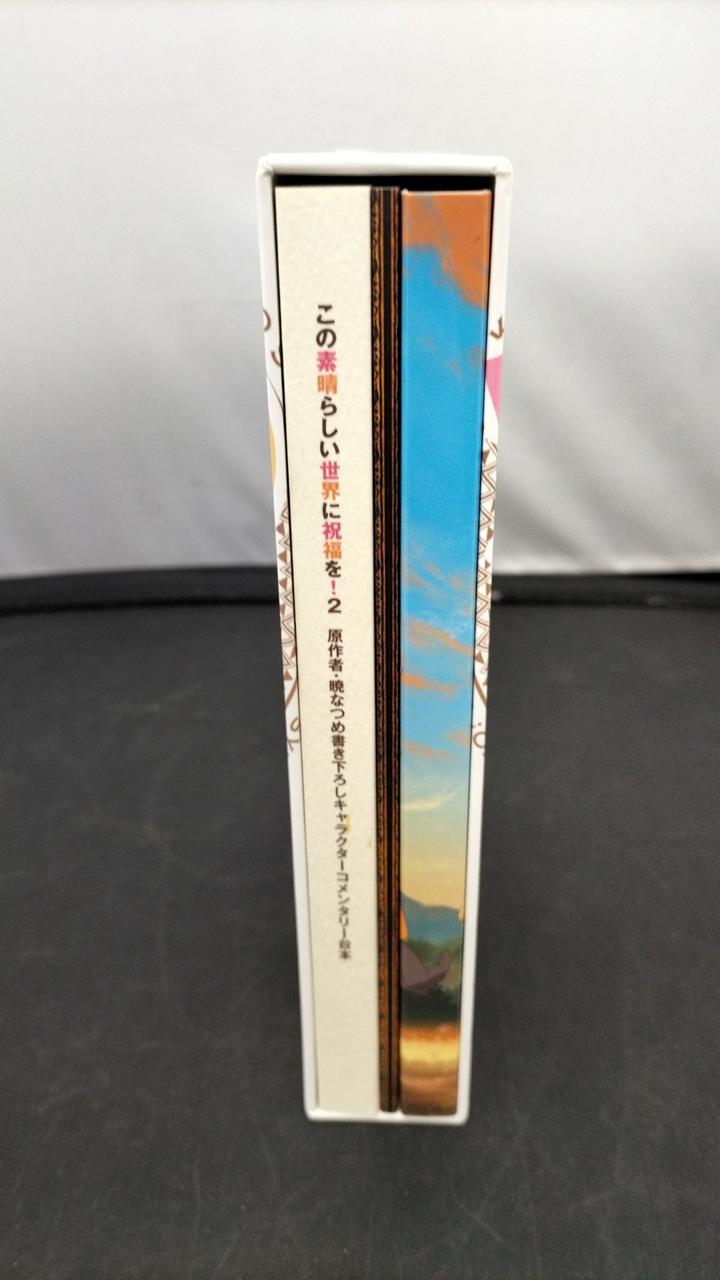 この素晴らしい世界に祝福を!2 原作者・暁なつめ書き下ろしキャラクターコメンタリー台本